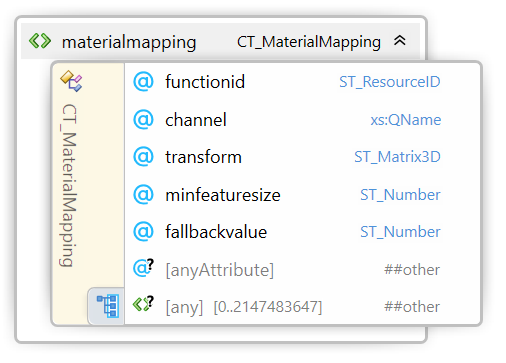 materialmapping CT_MaterialMapping
CT_MaterialMapping
@ functionid ST_ResourceID
@ channel xs:QName
@ transform ST_Matrix3D
@ minfeaturesize ST_Number
@ fallbackvalue ST_Number
@? [anyAttribute] ##other
<>? [any] [0..2147483647] ##other